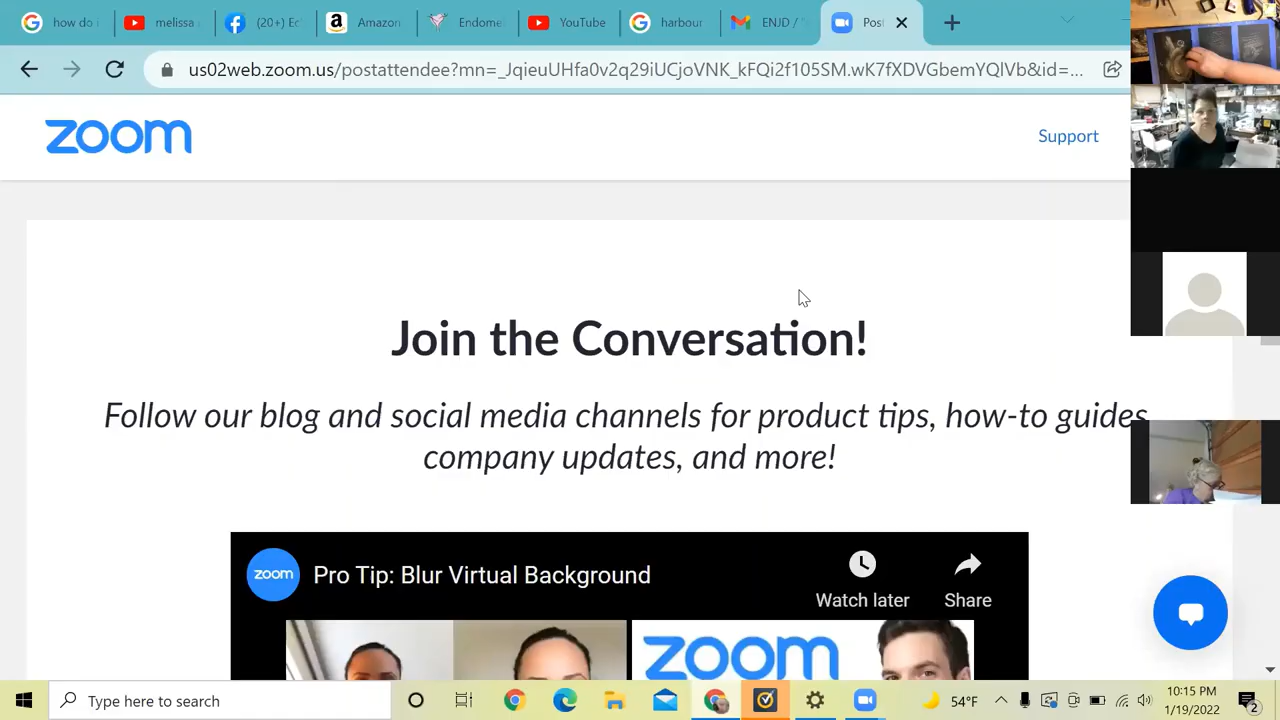 how do
melissa
(20+) Ec
Amazon
Endome
YouTube
harbour
ENJD /
Post
us02web.zoom.us/postattendee?mn=_JqieuUHfa0v2q29iUCjoVNK_kFQi2f105SM.wK7fXDVGbemYQlVb&id=...
zoom
Support
Join the Conversation!
Follow our blog and social media channels for product tips, how-to guides
company updates, and more!
zoom
Pro Tip: Blur Virtual Background
Watch later
Share
zoom
Type here to search
54°F
10:15 PM
1/19/2022
2